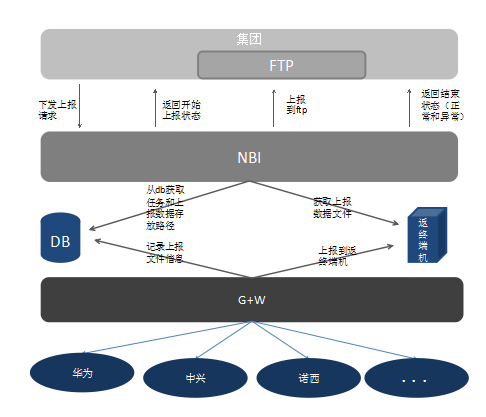 集团
FTP
下发上报
请求
返回开始
上报状态
上报
到ftp
返回结束
状态（正
常和异常）
NBI
从db获取
任务和上
报数据存
放路径
获取上报
数据文件
DB
返
终
端
机
记录上报
文件信息
上报到返
终端机
G+W
华为
中兴
诺西
...